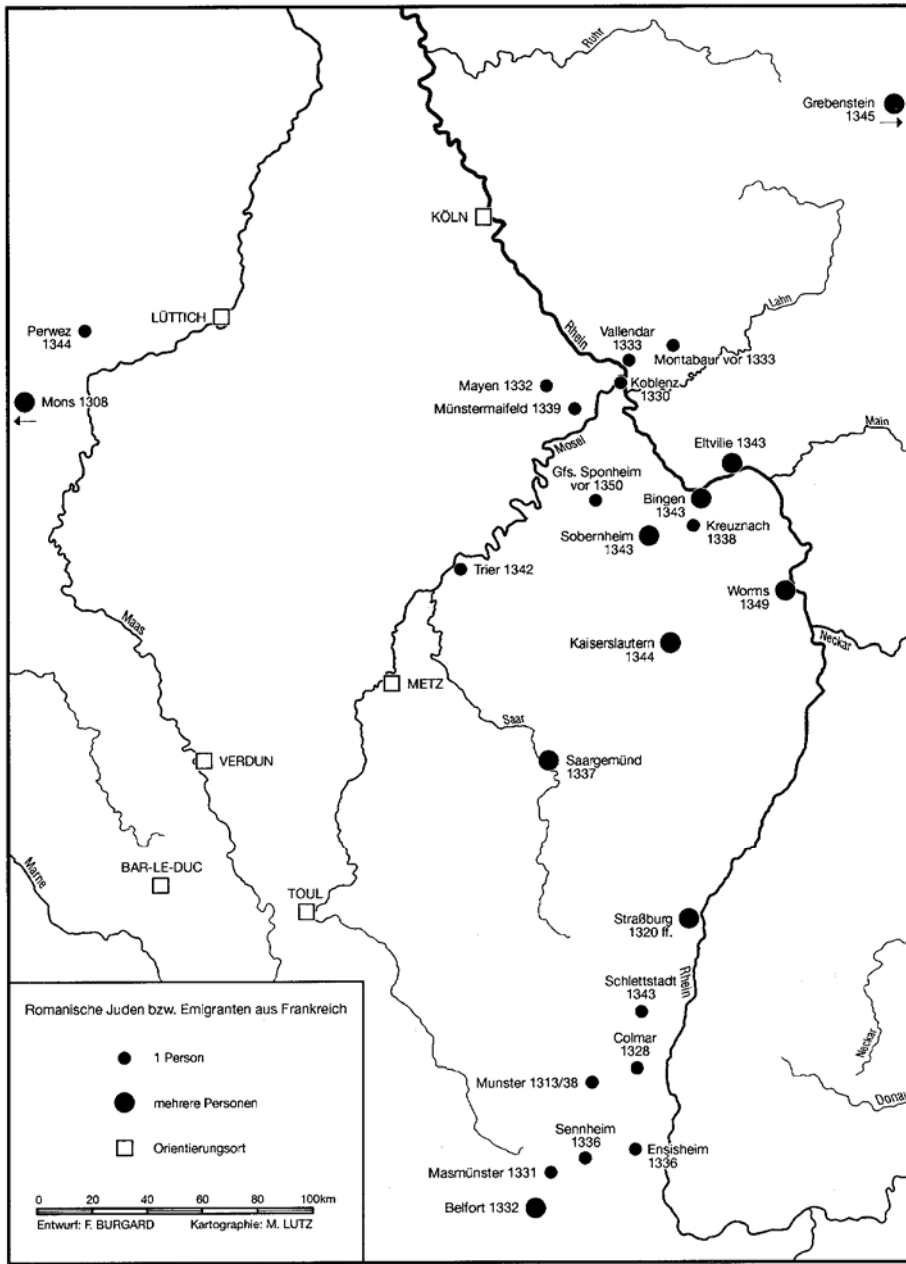 Ruhr
Grebenstein
1345
KÖLN
Lahn
LÜTTICH
Rhein
Perwez
1344
Vallendar
1333
Montabaur vor 1333
Mayen 1332
Koblenz
1330
Mons 1308
Münstermaifeld 1339
Main
Mosel
Eltvilie 1343
Gfs. Sponheim
vor 1350
Bingen
1343
Kreuznach
1338
Sobernheim
1343
Trier 1342
Worms
1349
Maas
Neckar
Kaiserslautern
1344
METZ
Saar
VERDUN
Saargemünd
1337
BAR-LE-DUC
Marne
TOUL
Straßburg
1320 ff.
Rhein
Schlettstadt
1343
Neckar
Colmar
1328
Munster 1313/38
Donau
Sennheim
1336
Ensisheim
1336
Masmünster 1331
Belfort 1332
Romanische Juden bzw. Emigranten aus Frankreich
1 Person
mehrere Personen
Orientierungsort
0 20 40 60 80 100km
Entwurf: F. BURGARD Kartographie: M. LUTZ